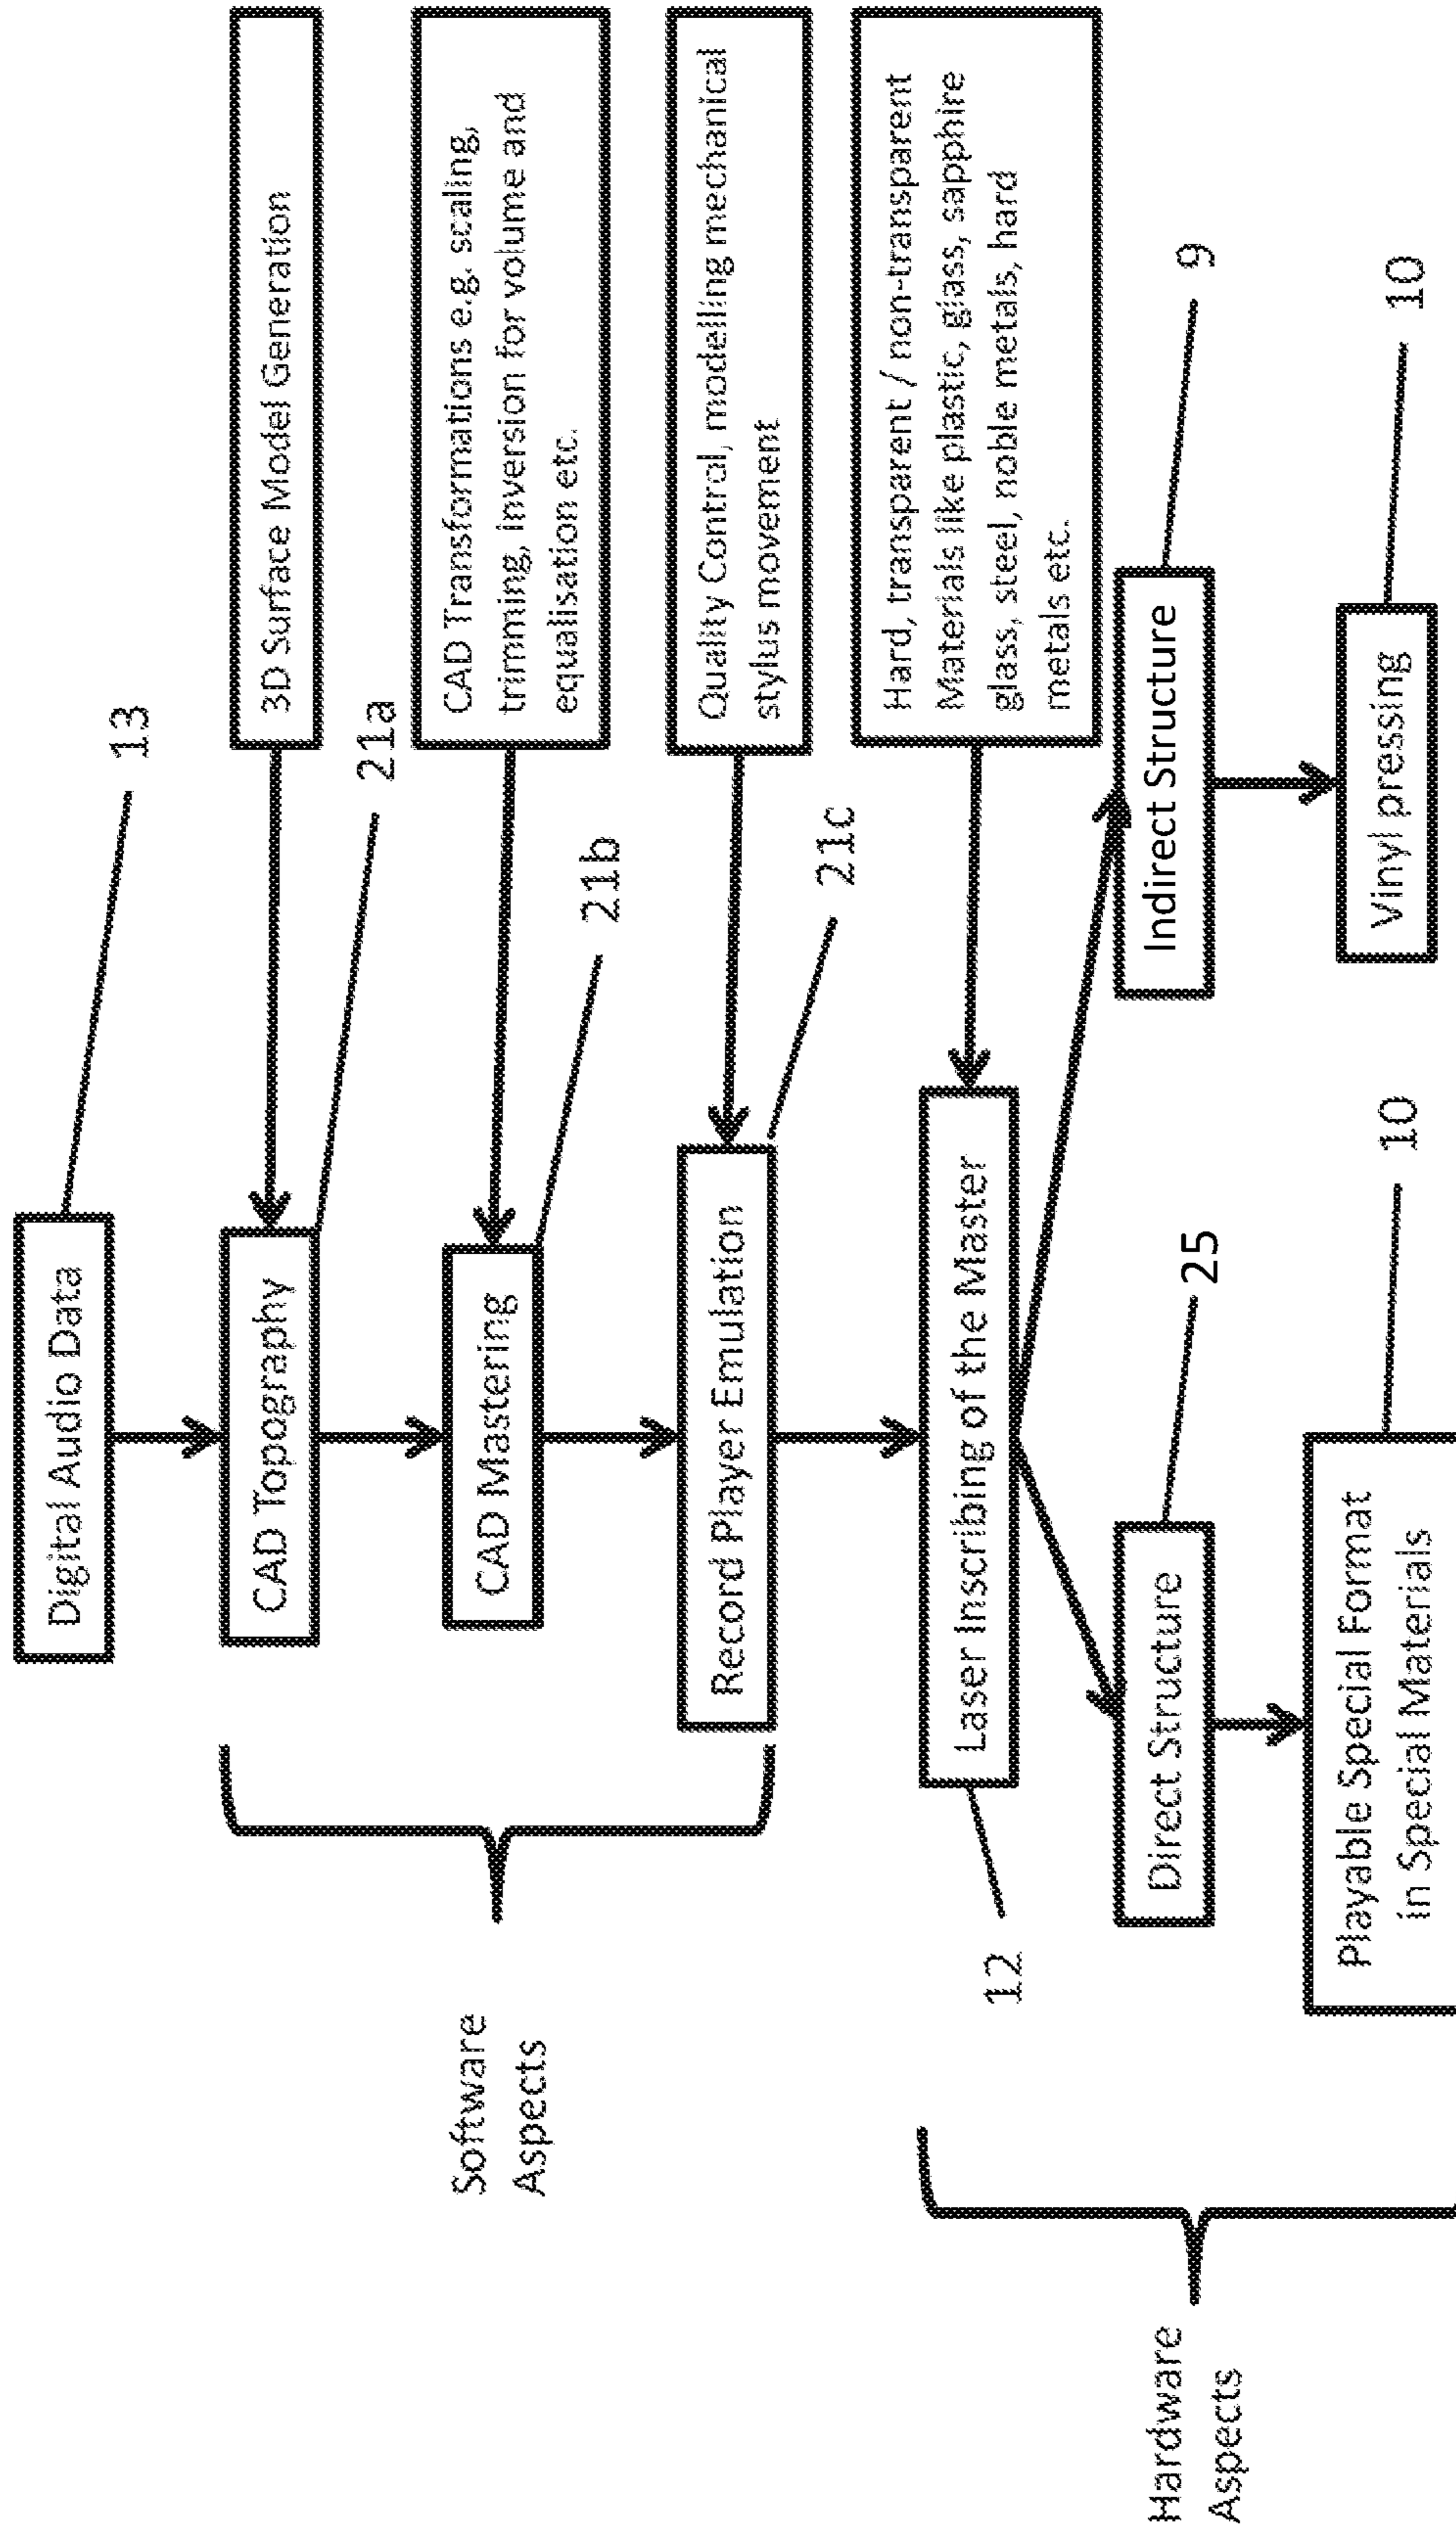 Digital Audio Data
13
3D Surface Model Generation
CAD Topography
21a
CAD Transformations e.g. scaling,
trimming, inversion for volume and
equalisation etc.
CAD Mastering
21b
Software
Aspects
Quality Control, modelling mechanical
stylus movement
Record Player Emulation
21c
Hard, transparent / non-transparent
Materials like plastic, glass, sapphire
glass, steel, noble metals, hard
metals etc.
Laser Inscribing of the Master
12
Hardware
Aspects
Direct Structure
25
Indirect Structure
9
Playable Special Format
in Special Materials
10
Vinyl pressing
10